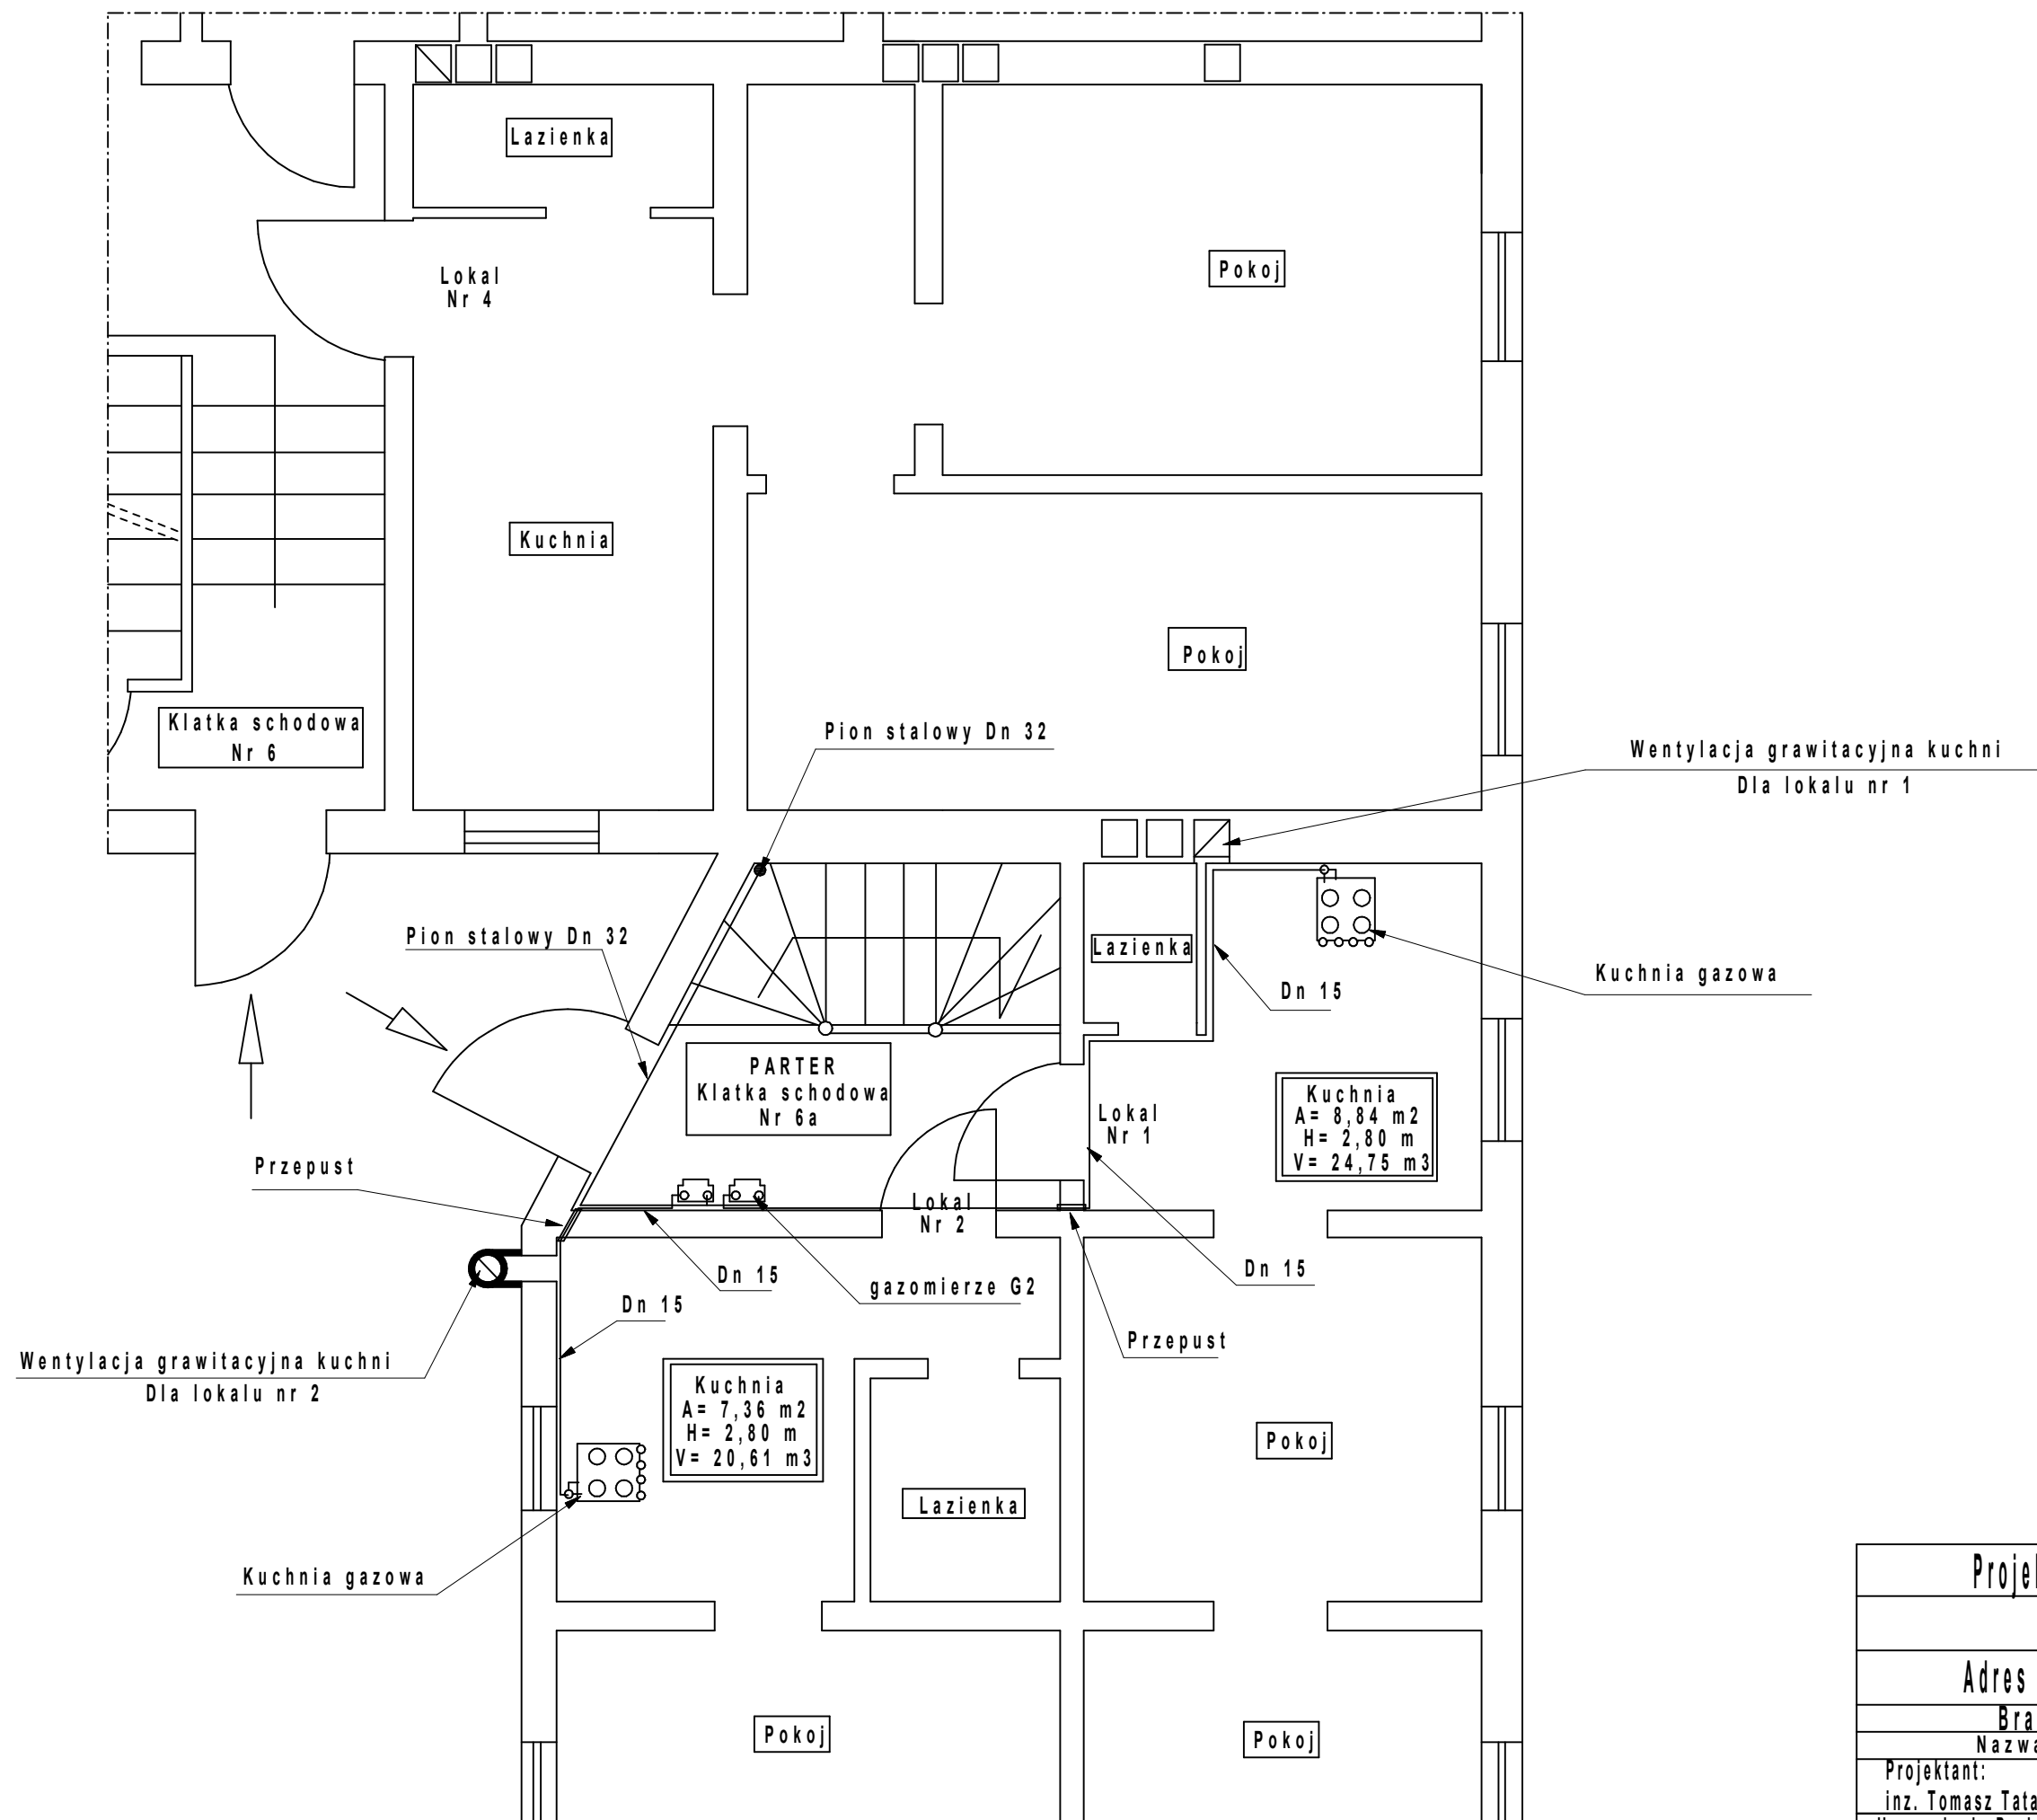 Lazienka
Lokal
Nr 4
Pokoj
Kuchnia
Pokoj
Klatka schodowa
Nr 6
Pion stalowy Dn 32
Wentylacja grawitacyjna kuchni
Dla lokalu nr 1
Pion stalowy Dn 32
Lazienka
Kuchnia gazowa
Dn 15
PARTER
Klatka schodowa
Nr 6a
Lokal
Nr 1
Kuchnia
A= 8,84 m2
H= 2,80 m
V= 24,75 m3
Przepust
Lokal
Nr 2
Dn 15
Dn 15
gazomierze G2
Dn 15
Przepust
Wentylacja grawitacyjna kuchni
Dla lokalu nr 2
Kuchnia
A= 7,36 m2
H= 2,80 m
V= 20,61 m3
Pokoj
Lazienka
Kuchnia gazowa
Pokoj
Pokoj
Adres
Projektant:
inz. Tomasz